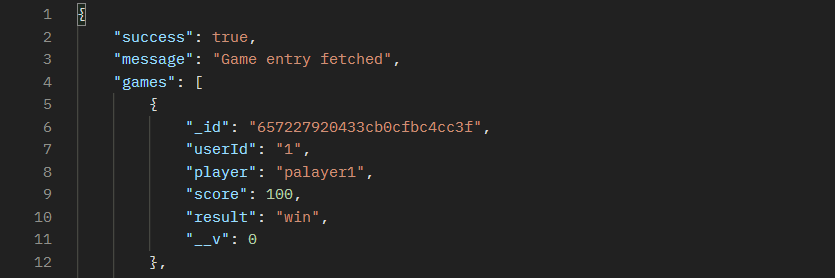 1 {
2 "success": true,
3 "message": "Game entry fetched",
4 "games": [
5 {
6 "_id": "657227920433cb0cfbc4cc3f",
7 "userId": "1",
8 "player": "palayer1",
9 "score": 100,
10 "result": "win",
11 "__v": 0
12 },